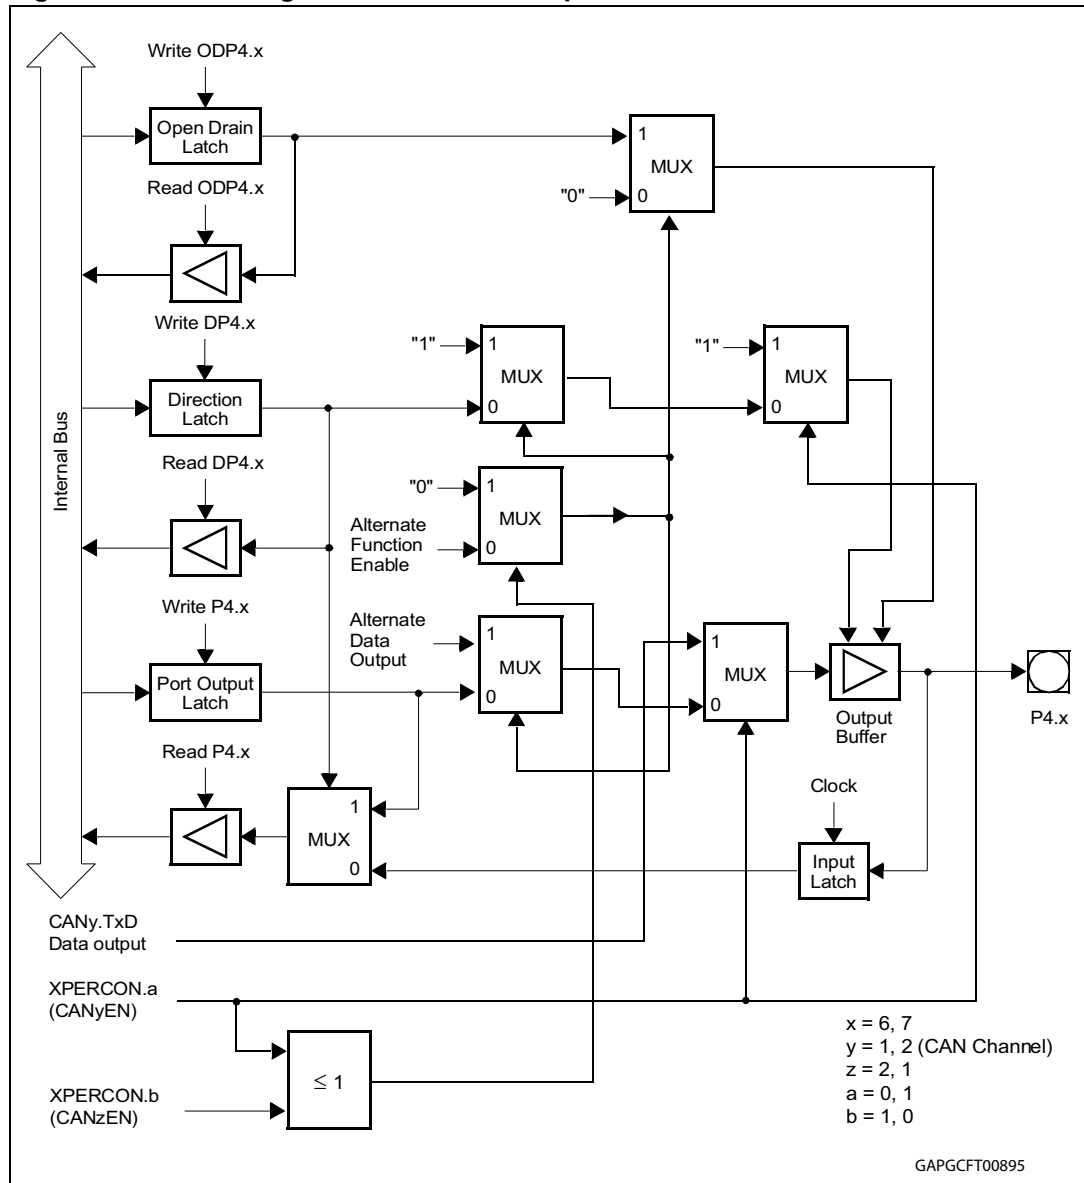 Write ODP4.x
Open Drain
Latch
1
MUX
"0"
0
Read ODP4.x
Write DP4.x
"1"
1
MUX
0
"1"
1
MUX
0
Direction
Latch
Internal Bus
Read DP4.x
"0"
1
MUX
0
Alternate
Function
Enable
Write P4.x
Alternate
Data
Output
1
MUX
0
1
MUX
0
Port Output
Latch
Output
Buffer
P4.x
Read P4.x
Clock
1
MUX
0
Input
Latch
CANy.TxD
Data output
XPERCON.a
(CANyEN)
≤ 1
XPERCON.b
(CANzEN)
x = 6, 7
y = 1, 2 (CAN Channel)
z = 2, 1
a = 0, 1
b = 1, 0
GAPGCFT00895